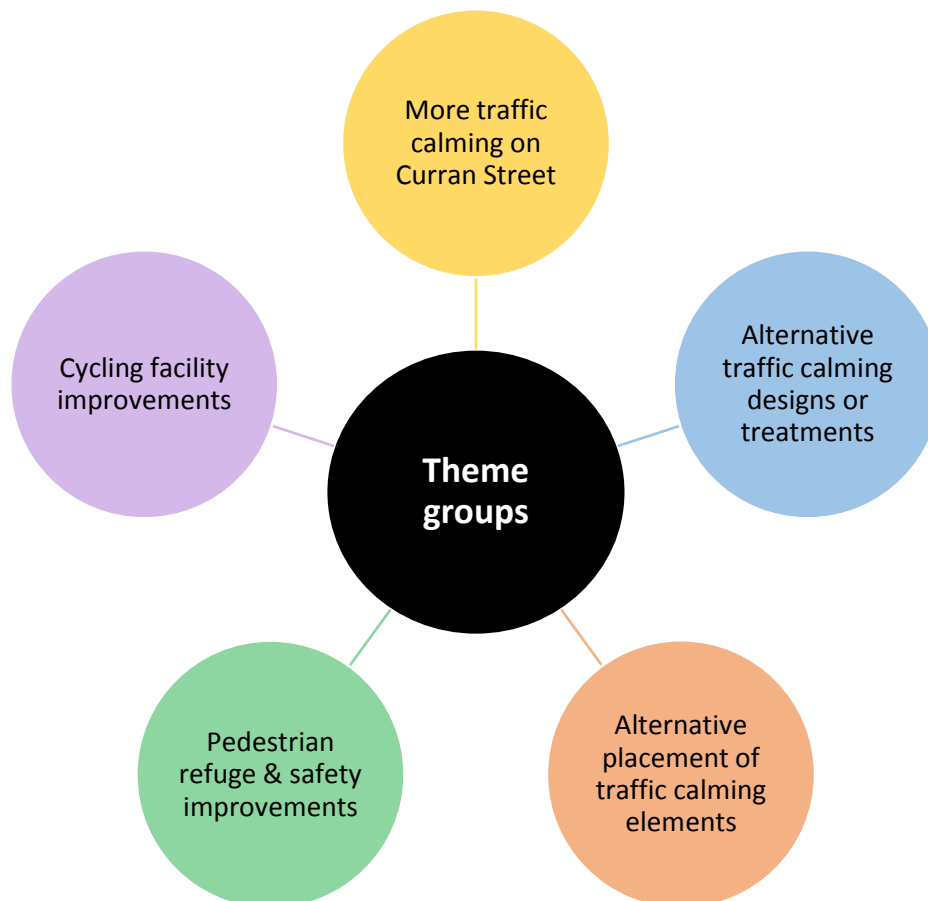 More traffic
calming on
Curran Street
Cycling facility
improvements
Alternative
traffic calming
designs or
treatments
Theme
groups
Pedestrian
refuge & safety
improvements
Alternative
placement of
traffic calming
elements